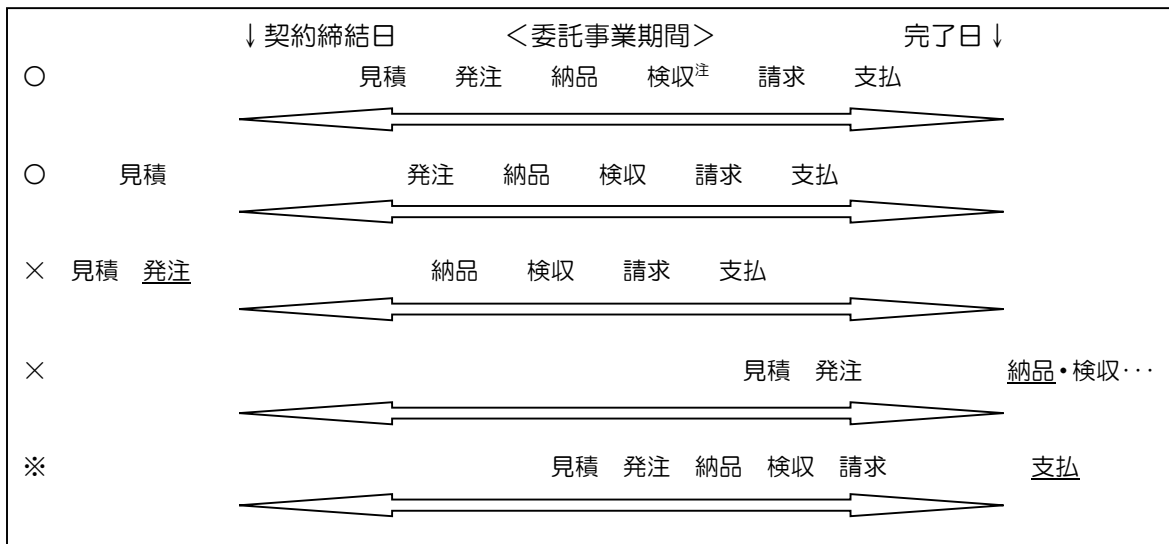 ↓契約締結日 <委託事業期間> 完了日↓
○ 見積 発注 納品 検収注 請求 支払
○ 見積 発注 納品 検収 請求 支払
× 見積 発注 納品 検収 請求 支払
× 見積 発注 納品・検収･･･
※ 見積 発注 納品 検収 請求 支払